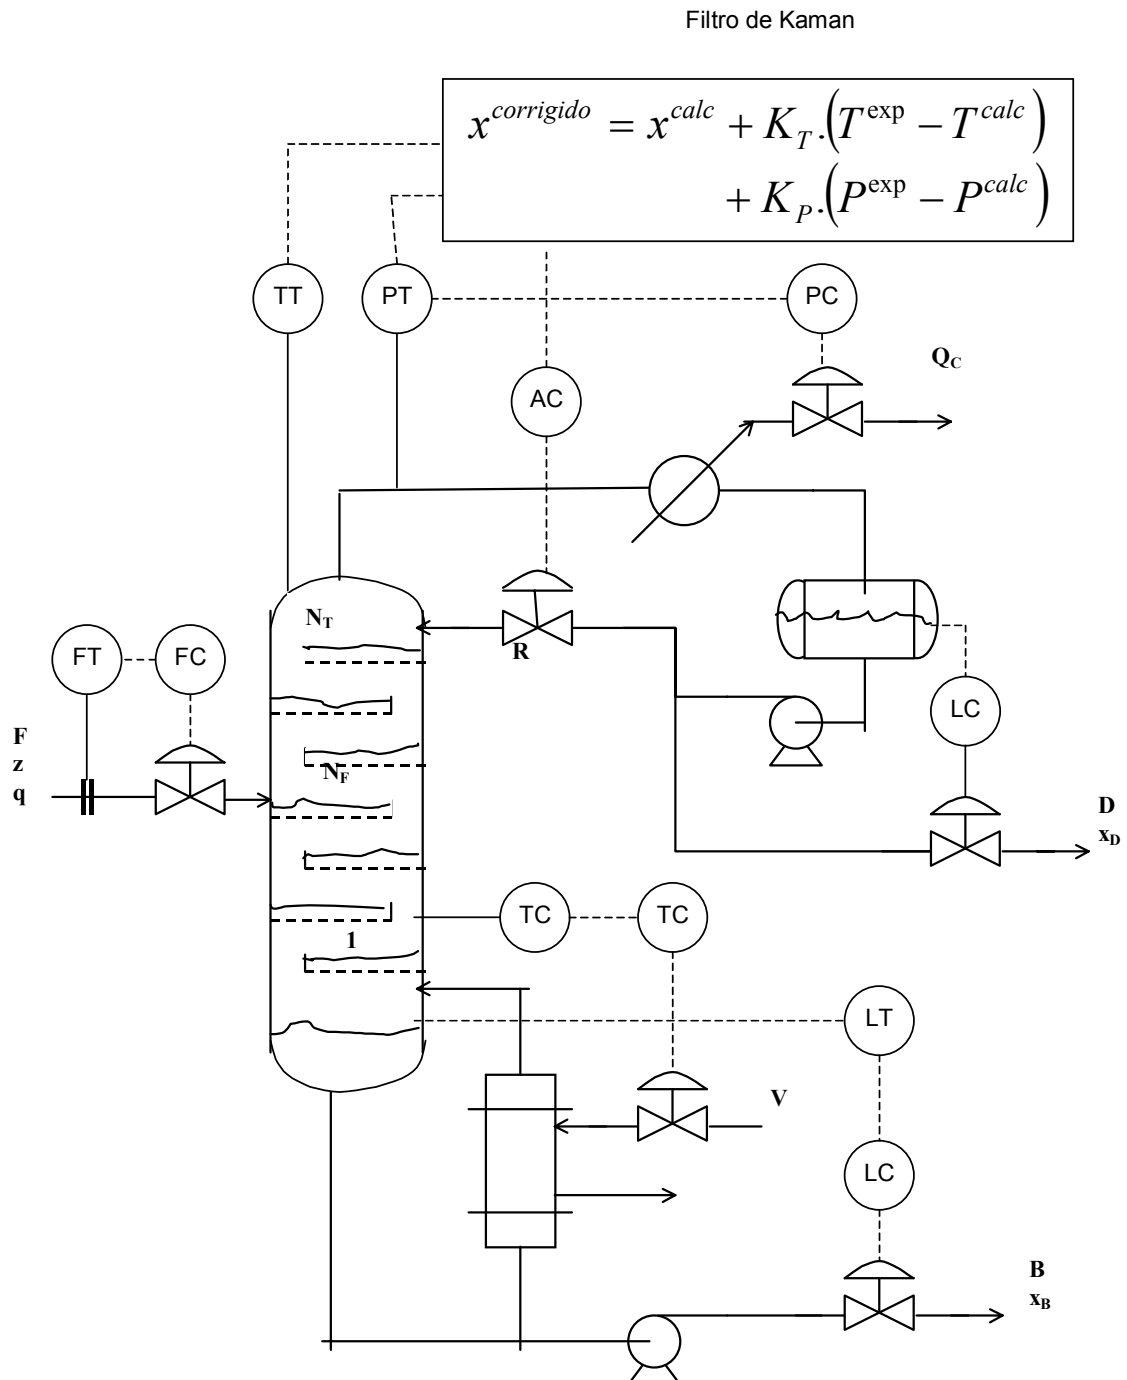 Filtro de Kaman
x^{corrigido} = x^{calc} + K_T.(T^{exp} − T^{calc})
+ K_P.(P^{exp} − P^{calc})
TT
PT
PC
Q_C
AC
N_T
R
FT
FC
LC
F
z
q
N_F
D
x_D
TC
TC
1
LT
V
LC
B
x_B